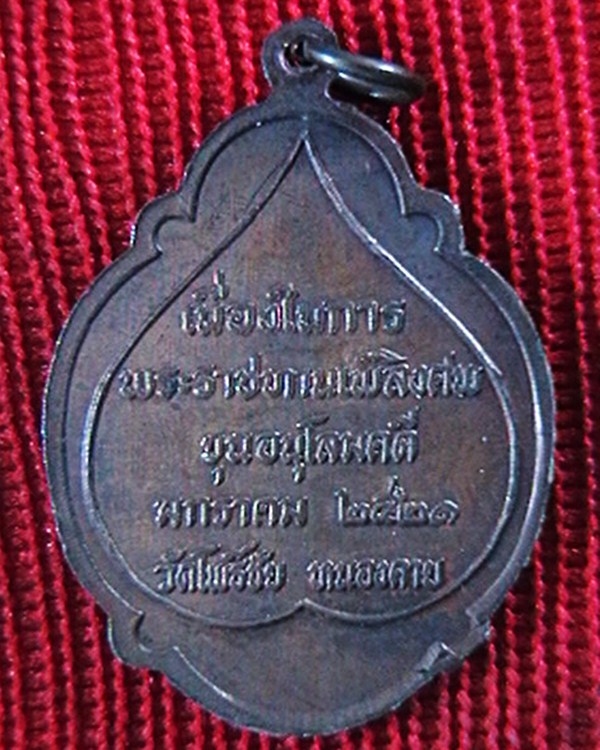 เนื่องในการ
พระราชทานเพลิงศพ
ขุนอนุโลมคดี
มกราคม ๒๕๒๑
วัดโพธิ์ชัย หนองคาย